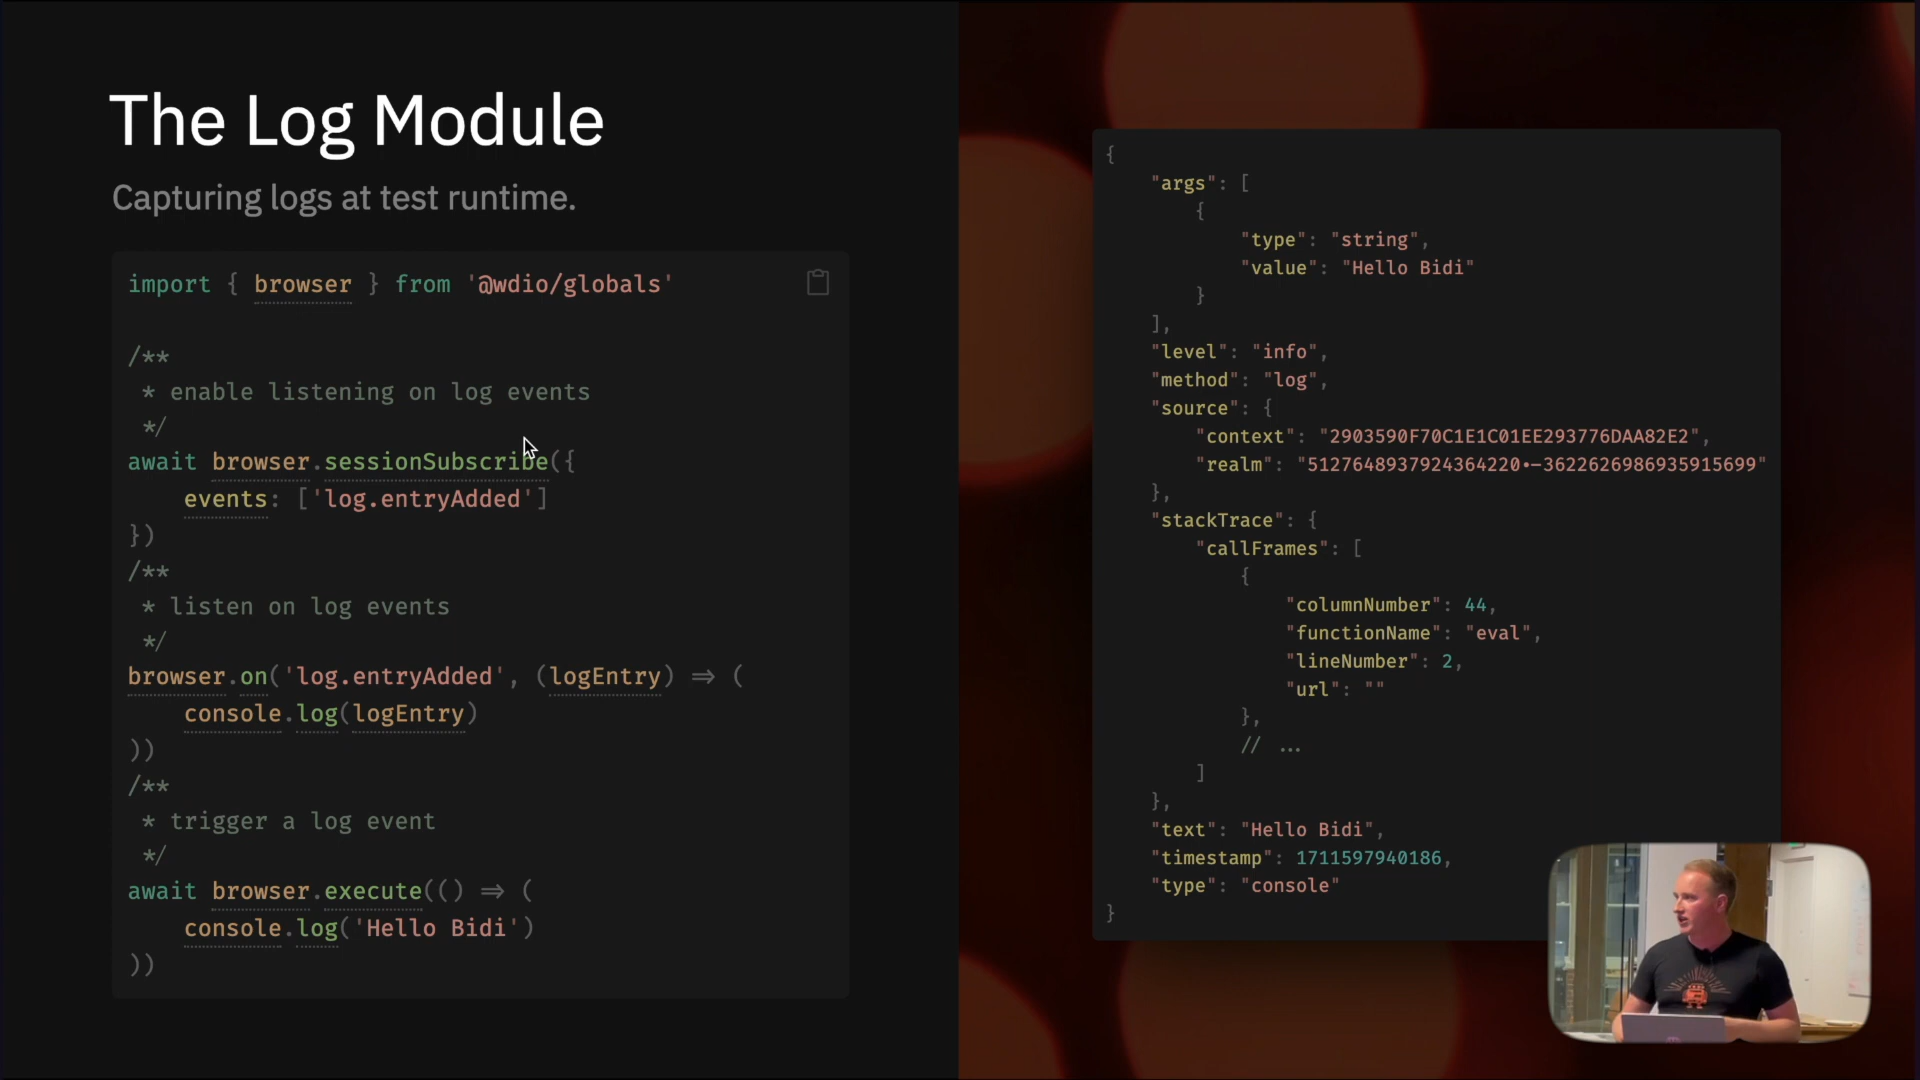 The Log Module
Capturing logs at test runtime.
import { browser } from '@wdio/globals'
/**
 * enable listening on log events
 */
await browser.sessionSubscribe({
    events: ['log.entryAdded']
})
/**
 * listen on log events
 */
browser.on('log.entryAdded', (logEntry) => (
    console.log(logEntry)
))
/**
 * trigger a log event
 */
await browser.execute(() => (
    console.log('Hello Bidi')
))
{
    "args": [
        {
            "type": "string",
            "value": "Hello Bidi"
        }
    ],
    "level": "info",
    "method": "log",
    "source": {
        "context": "2903590F70C1E1C01EE293776DAA82E2",
        "realm": "5127648937924364220•-3622626986935915699"
    },
    "stackTrace": {
        "callFrames": [
            {
                "columnNumber": 44,
                "functionName": "eval",
                "lineNumber": 2,
                "url": ""
            },
            // ...
        ]
    },
    "text": "Hello Bidi",
    "timestamp": 1711597940186,
    "type": "console"
}